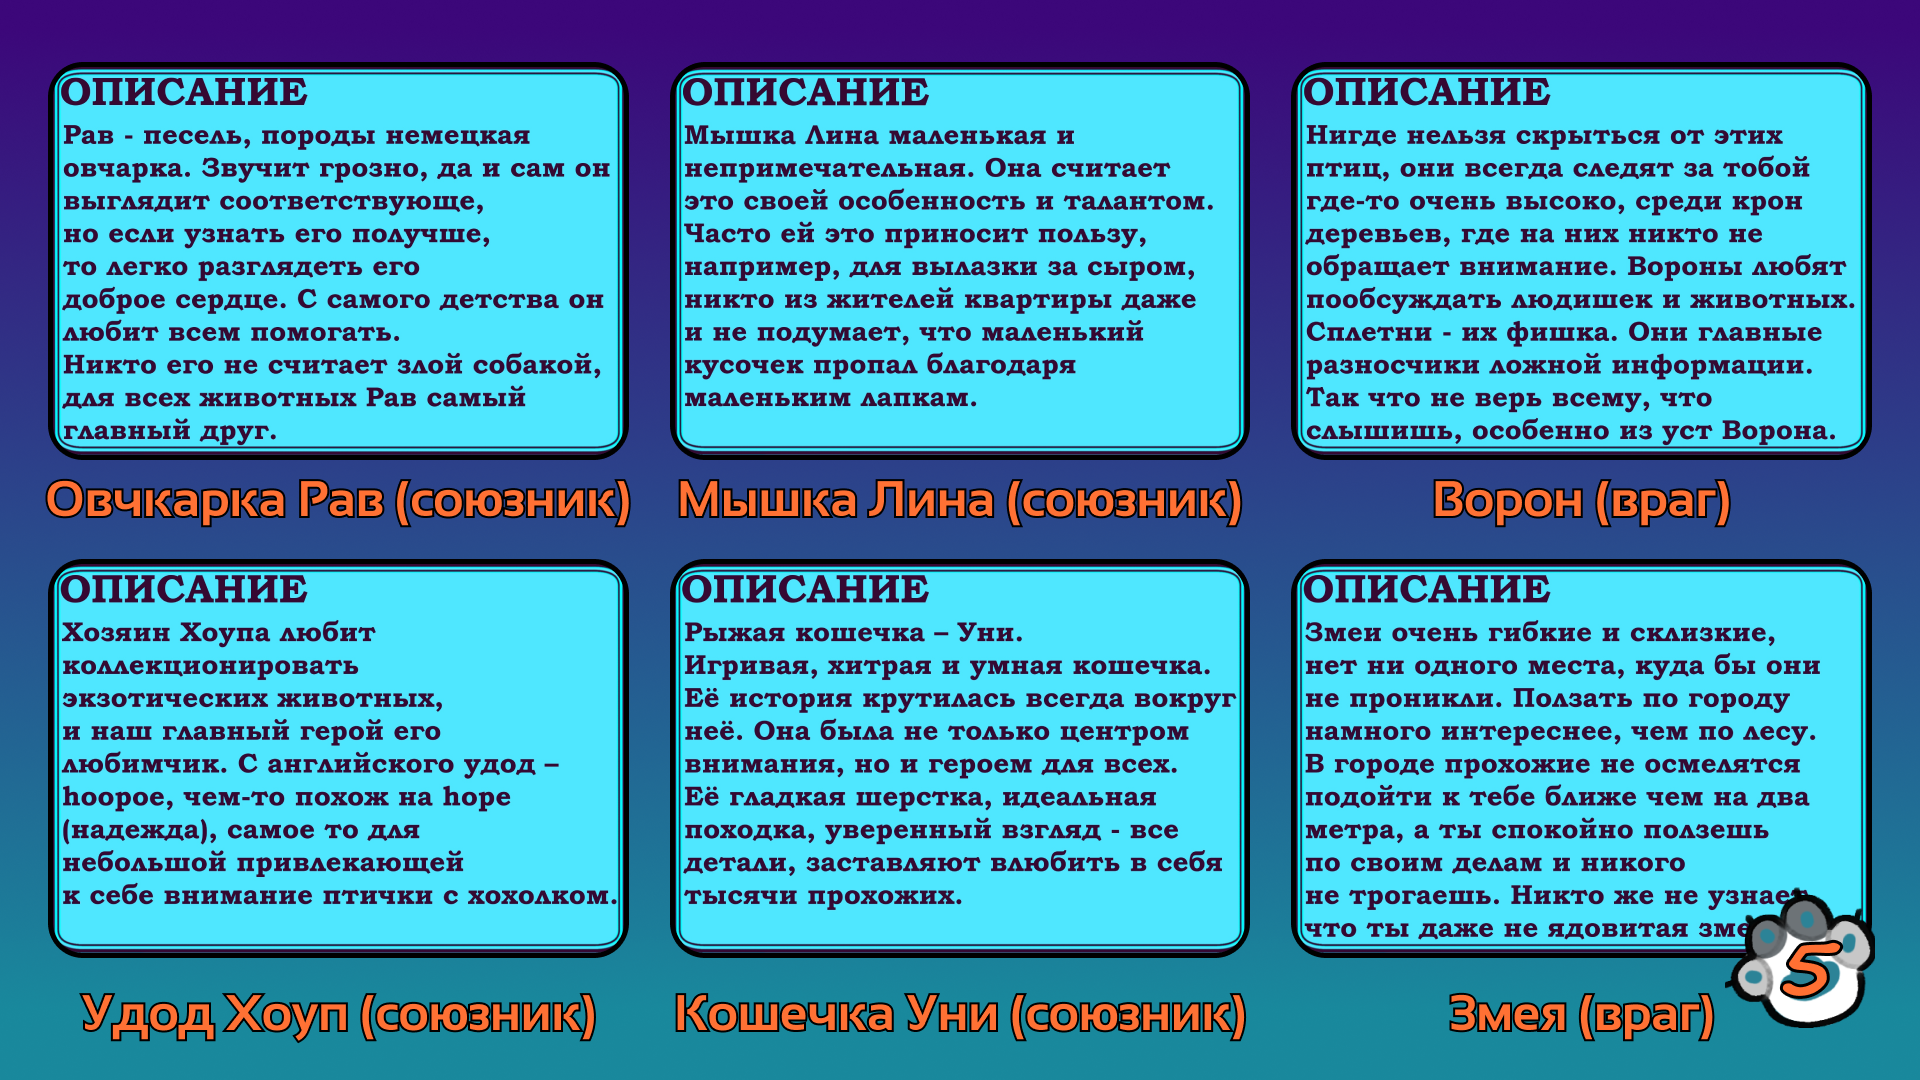 ОПИСАНИЕ
Рав - песель, породы немецкая
овчарка. Звучит грозно, да и сам он
выглядит соответствующе,
но если узнать его получше,
то легко разглядеть его
доброе сердце. С самого детства он
любит всем помогать.
Никто его не считает злой собакой,
для всех животных Рав самый
главный друг.
Овчкарка Рав (союзник)
ОПИСАНИЕ
Мышка Лина маленькая и
непримечательная. Она считает
это своей особенность и талантом.
Часто ей это приносит пользу,
например, для вылазки за сыром,
никто из жителей квартиры даже
и не подумает, что маленький
кусочек пропал благодаря
маленьким лапкам.
Мышка Лина (союзник)
ОПИСАНИЕ
Нигде нельзя скрыться от этих
птиц, они всегда следят за тобой
где-то очень высоко, среди крон
деревьев, где на них никто не
обращает внимание. Вороны любят
пообсуждать людишек и животных.
Сплетни - их фишка. Они главные
разносчики ложной информации.
Так что не верь всему, что
слышишь, особенно из уст Ворона.
Ворон (враг)
ОПИСАНИЕ
Хозяин Хоупа любит
коллекционировать
экзотических животных,
и наш главный герой его
любимчик. С английского удод –
hoopoe, чем-то похож на hope
(надежда), самое то для
небольшой привлекающей
к себе внимание птички с хохолком.
Удод Хоуп (союзник)
ОПИСАНИЕ
Рыжая кошечка – Уни.
Игривая, хитрая и умная кошечка.
Её история крутилась всегда вокруг
неё. Она была не только центром
внимания, но и героем для всех.
Её гладкая шерстка, идеальная
походка, уверенный взгляд - все
детали, заставляют влюбить в себя
тысячи прохожих.
Кошечка Уни (союзник)
ОПИСАНИЕ
Змеи очень гибкие и склизкие,
нет ни одного места, куда бы они
не проникли. Ползать по городу
намного интереснее, чем по лесу.
В городе прохожие не осмелятся
подойти к тебе ближе чем на два
метра, а ты спокойно ползешь
по своим делам и никого
не трогаешь. Никто же не узнает
что ты даже не ядовитая
Змея (враг)
5